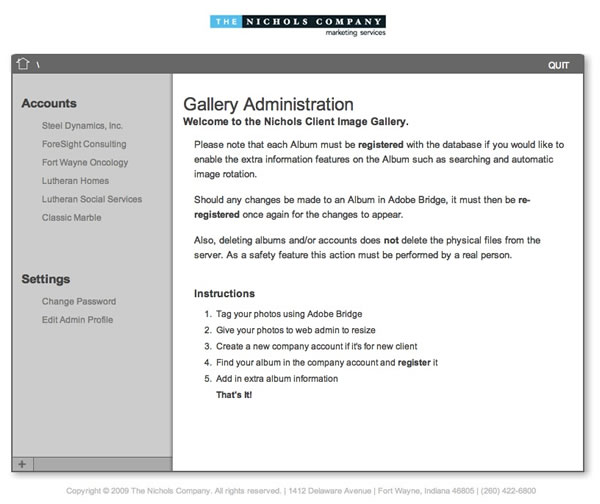 THE NICHOLS COMPANY
marketing services
\
QUIT
Accounts
Steel Dynamics, Inc.
ForeSight Consulting
Fort Wayne Oncology
Lutheran Homes
Lutheran Social Services
Classic Marble
Settings
Change Password
Edit Admin Profile
+
Gallery Administration
Welcome to the Nichols Client Image Gallery.
Please note that each Album must be registered with the database if you would like to
enable the extra information features on the Album such as searching and automatic
image rotation.
Should any changes be made to an Album in Adobe Bridge, it must then be re-
registered once again for the changes to appear.
Also, deleting albums and/or accounts does not delete the physical files from the
server. As a safety feature this action must be performed by a real person.
Instructions
1. Tag your photos using Adobe Bridge
2. Give your photos to web admin to resize
3. Create a new company account if it's for new client
4. Find your album in the company account and register it
5. Add in extra album information
That's It!
Copyright © 2009 The Nichols Company. All rights reserved. | 1412 Delaware Avenue | Fort Wayne, Indiana 46805 | (260) 422-6800